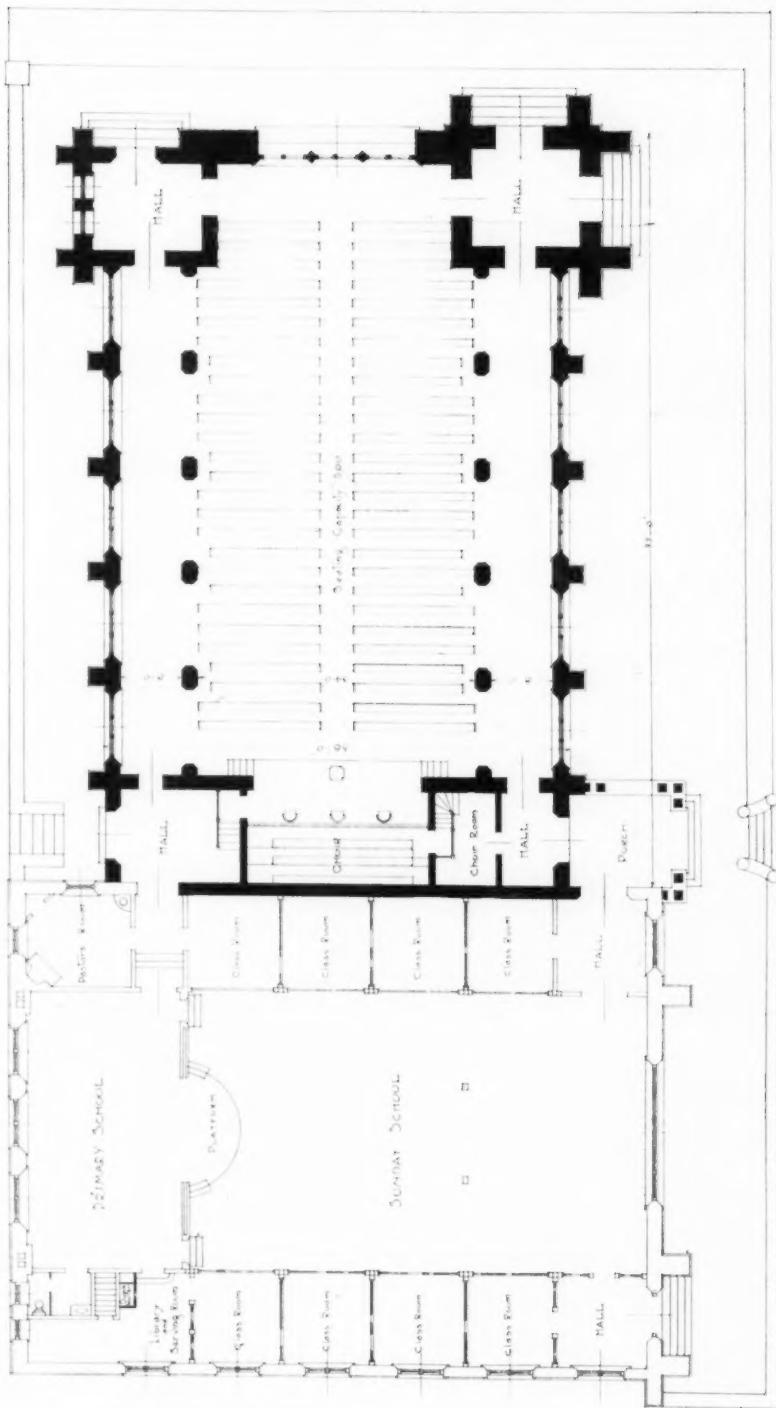 HALL
HALL
Seating Capacity
HALL
CHOIR
Choir Room
HALL
PORCH
Pastors Room
Class Room
Class Room
Class Room
Class Room
HALL
PRIMARY SCHOOL
PLATFORM
SUNDAY SCHOOL
Library
and
Serving Room
Class Room
Class Room
Class Room
Class Room
HALL